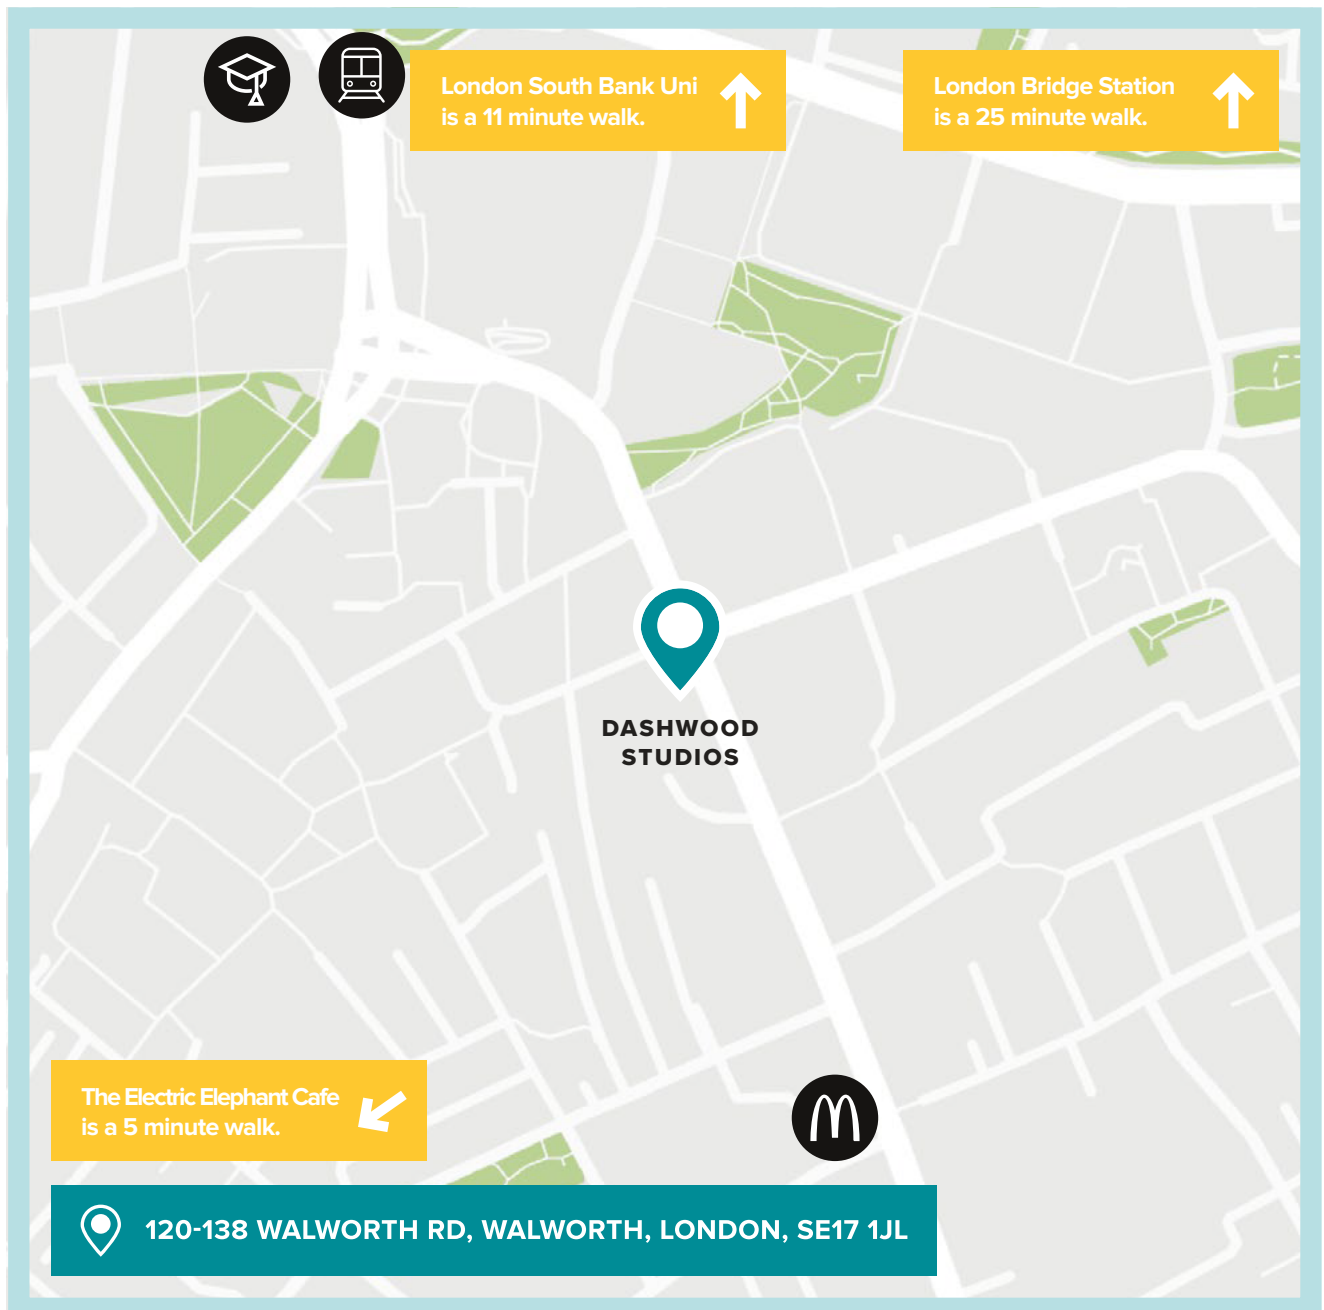 London South Bank Uni
is a 11 minute walk.
London Bridge Station
is a 25 minute walk.
DASHWOOD
STUDIOS
The Electric Elephant Cafe
is a 5 minute walk.
120-138 WALWORTH RD, WALWORTH, LONDON, SE17 1JL